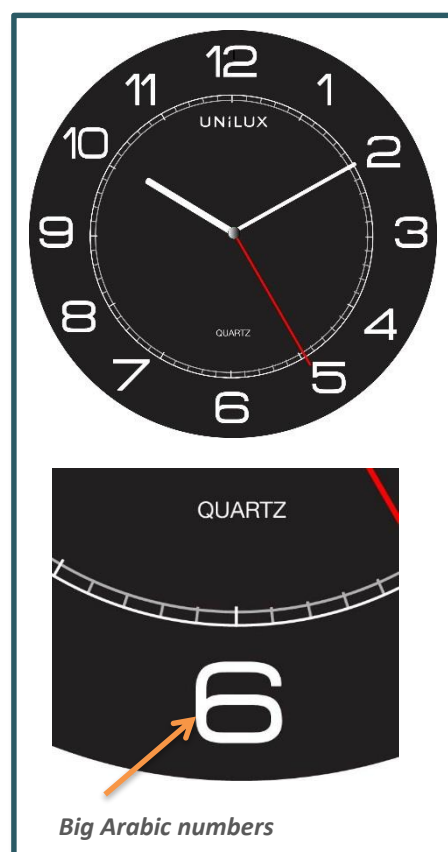 12
11 1
UNiLUX
10 2
9 3
8 4
QUARTZ
7 5
6
QUARTZ
6
Big Arabic numbers